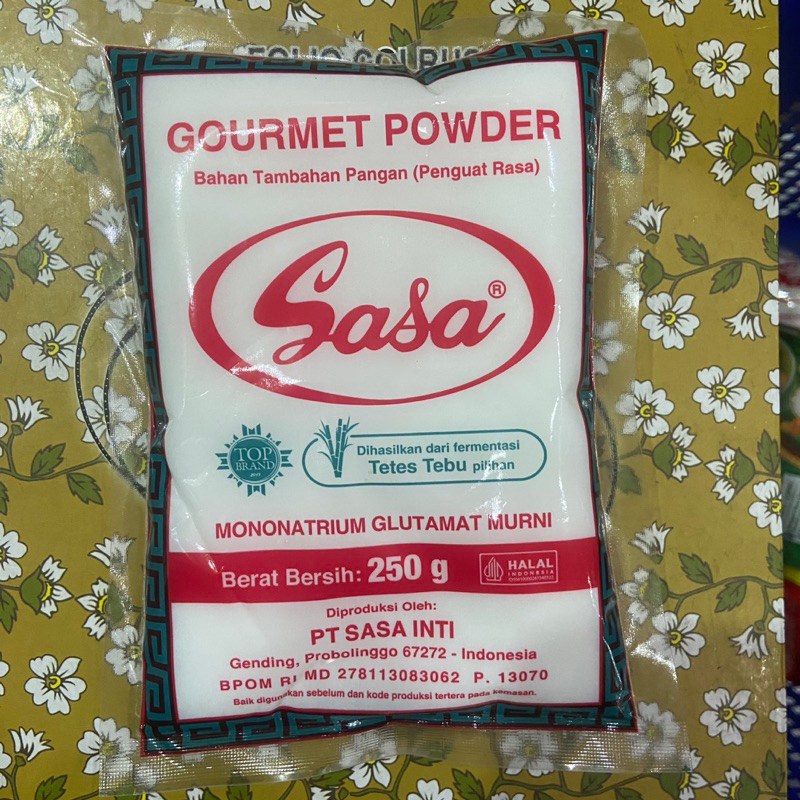 GOURMET POWDER
Bahan Tambahan Pangan (Penguat Rasa)
Sasa®
TOP
BRAND
Dihasilkan dari fermentasi
Tetes Tebu pilihan
MONONATRIUM GLUTAMAT MURNI
Berat Bersih: 250 g
HALAL
INDONESIA
Diproduksi Oleh:
PT SASA INTI
Gending, Probolinggo 67272 - Indonesia
BPOM RI MD 278113083062 P. 13070
Baik digunakan sebelum dan kode produksi tertera pada kemasan.